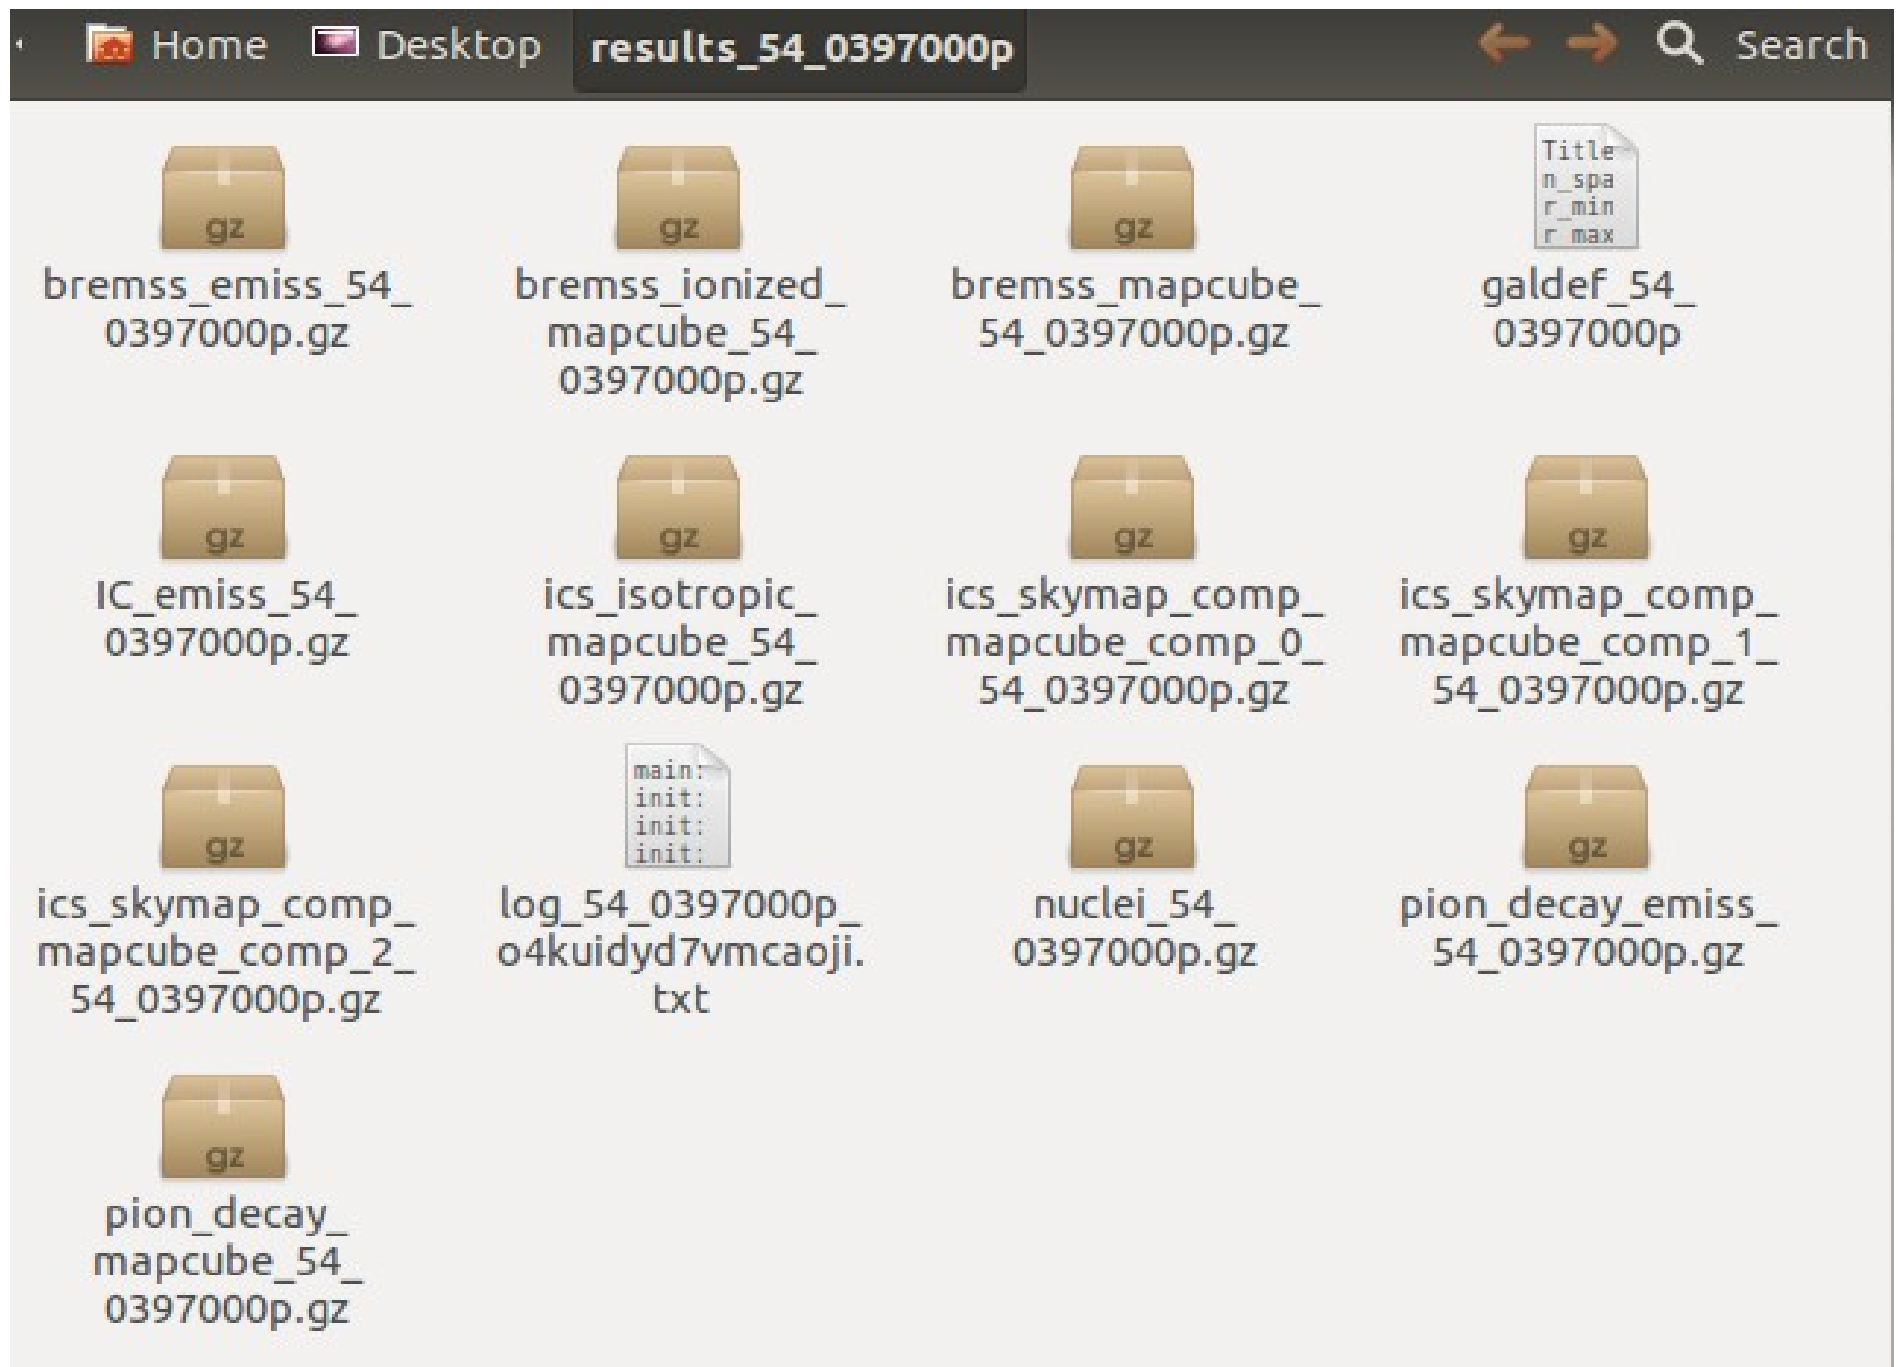 Home Desktop results_54_0397000p Search
Title
n_spa
r_min
r_max
gz gz gz
bremss_emiss_54_
0397000p.gz
bremss_ionized_
mapcube_54_
0397000p.gz
bremss_mapcube_
54_0397000p.gz
galdef_54_
0397000p
gz gz gz gz
IC_emiss_54_
0397000p.gz
ics_isotropic_
mapcube_54_
0397000p.gz
ics_skymap_comp_
mapcube_comp_0_
54_0397000p.gz
ics_skymap_comp_
mapcube_comp_1_
54_0397000p.gz
main:
init:
init:
init:
gz gz gz
ics_skymap_comp_
mapcube_comp_2_
54_0397000p.gz
log_54_0397000p_
o4kuidyd7vmcaoji.
txt
nuclei_54_
0397000p.gz
pion_decay_emiss_
54_0397000p.gz
gz
pion_decay_
mapcube_54_
0397000p.gz